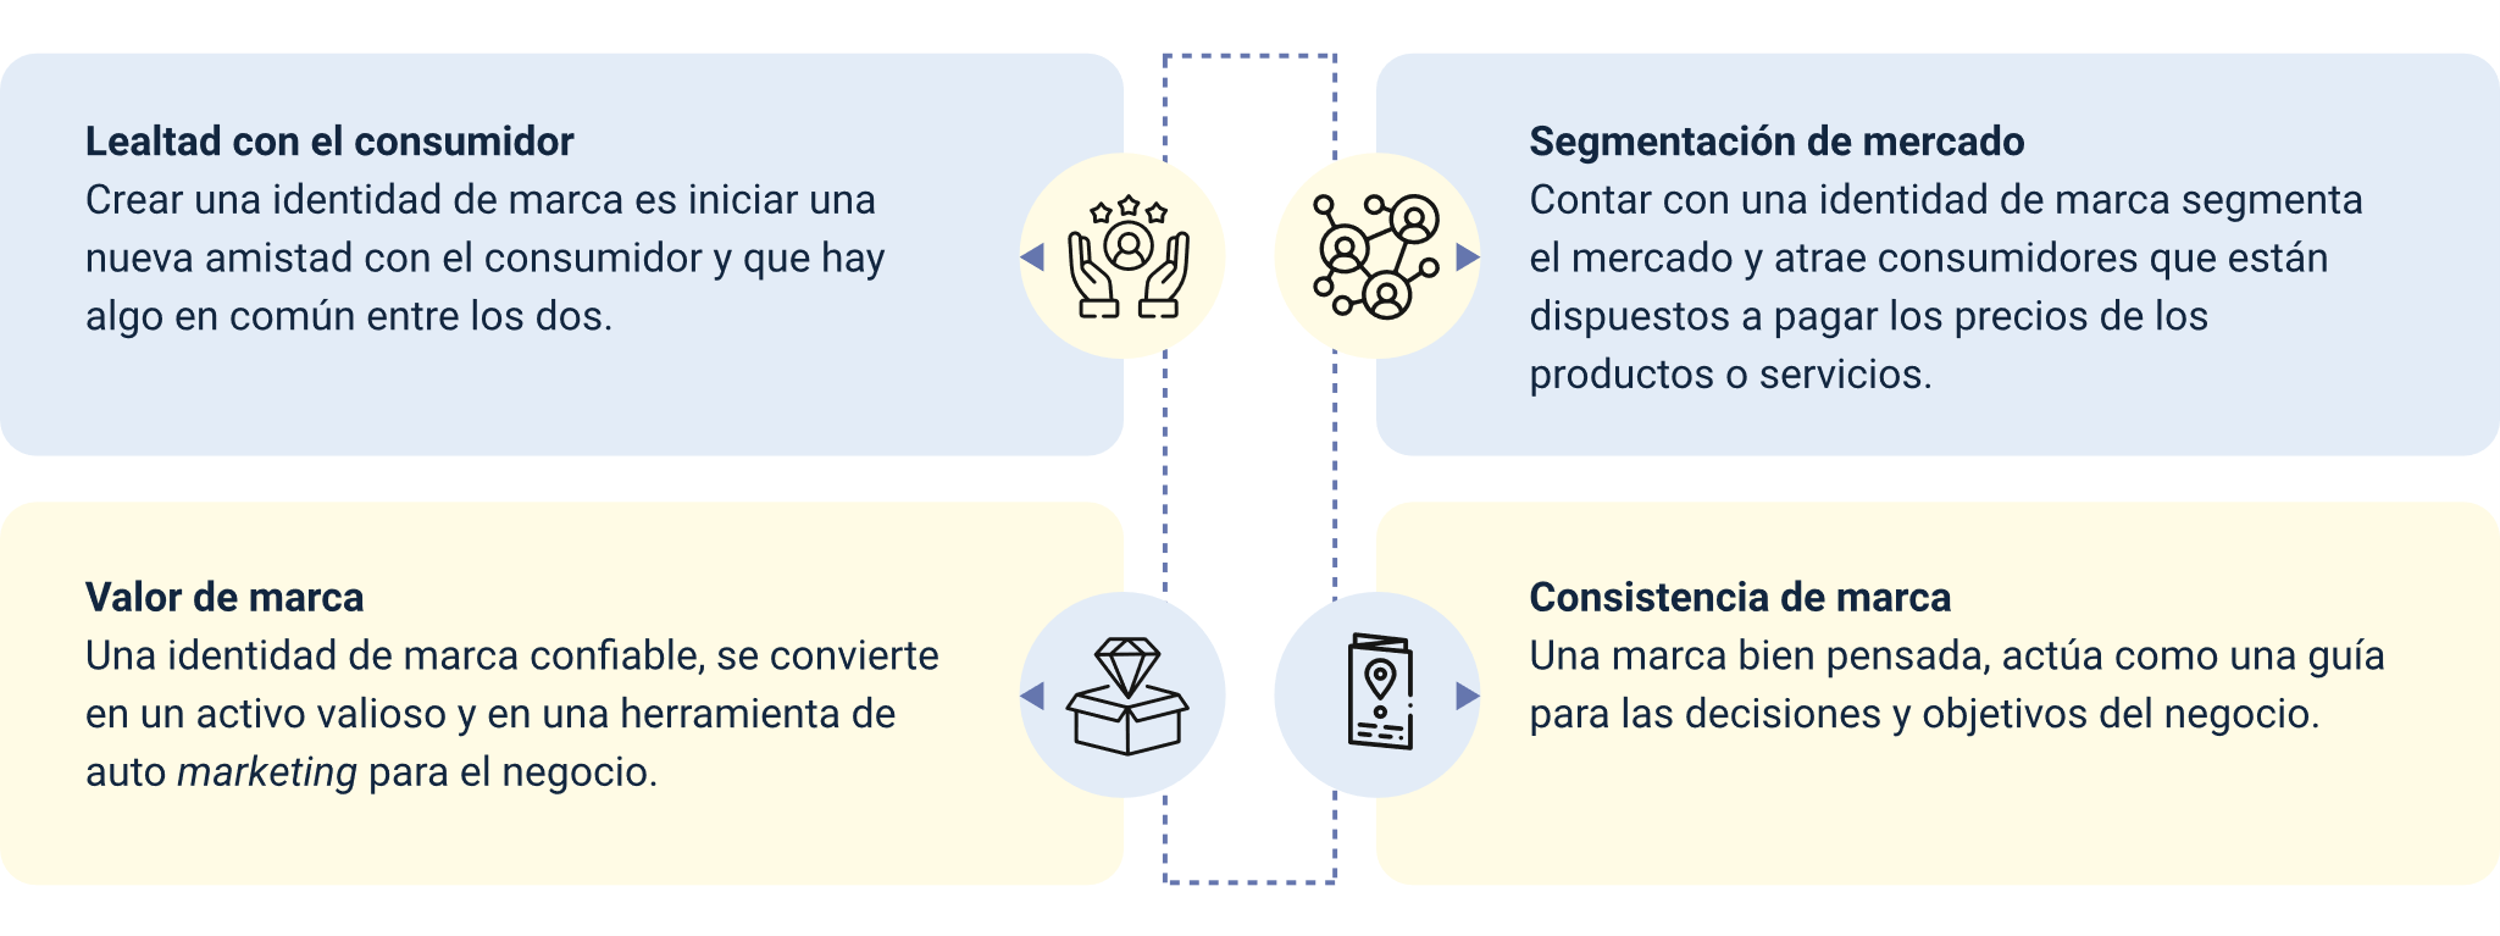 Lealtad con el consumidor
Crear una identidad de marca es iniciar una
nueva amistad con el consumidor y que hay
algo en común entre los dos.
Segmentación de mercado
Contar con una identidad de marca segmenta
el mercado y atrae consumidores que están
dispuestos a pagar los precios de los
productos o servicios.
Valor de marca
Una identidad de marca confiable, se convierte
en un activo valioso y en una herramienta de
auto marketing para el negocio.
Consistencia de marca
Una marca bien pensada, actúa como una guía
para las decisiones y objetivos del negocio.